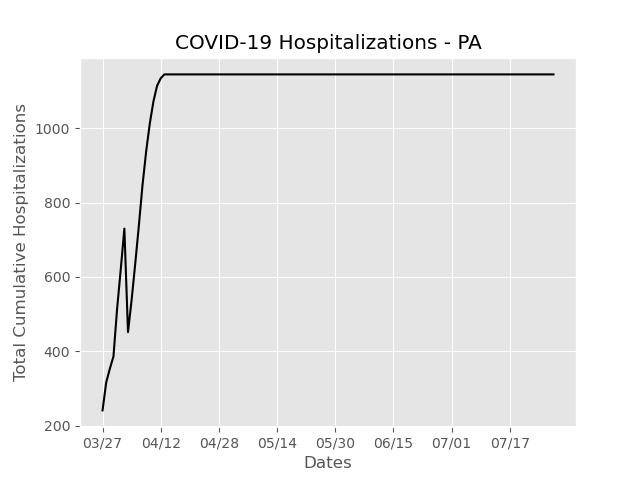 COVID-19 Hospitalizations - PA
Total Cumulative Hospitalizations
1000
800
600
400
200
03/27 04/12 04/28 05/14 05/30 06/15 07/01 07/17
Dates